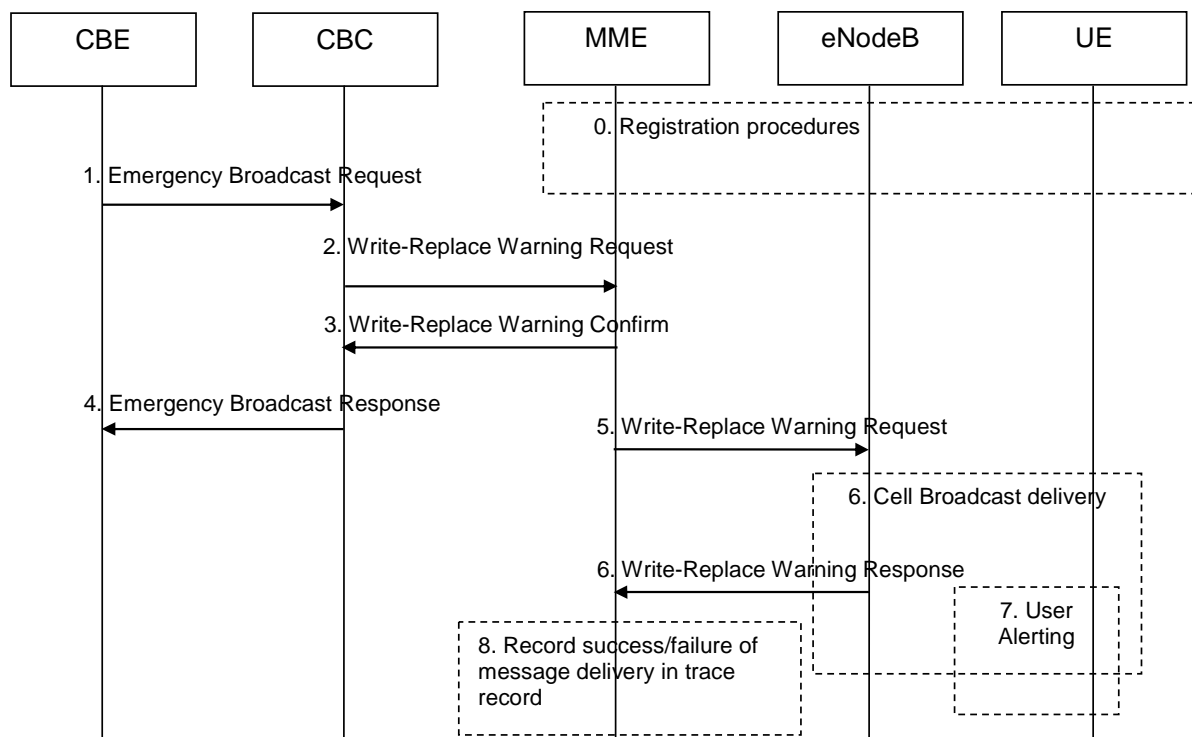 CBE
CBC
MME
eNodeB
UE
0. Registration procedures
1. Emergency Broadcast Request
2. Write-Replace Warning Request
3. Write-Replace Warning Confirm
4. Emergency Broadcast Response
5. Write-Replace Warning Request
6. Cell Broadcast delivery
6. Write-Replace Warning Response
7. User
Alerting
8. Record success/failure of
message delivery in trace
record